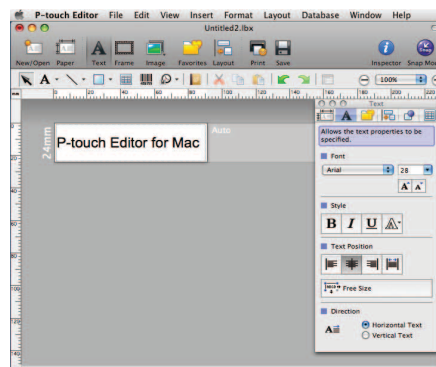 P-touch Editor File Edit View Insert Format Layout Database Window Help
Untitled2.lbx
New/Open Paper Text Frame Image Favorites Layout Print Save Inspector Snap Mo
100%
Text
Allows the text properties to be
specified.
24mm
P-touch Editor for Mac
Auto
Font
Arial 28
A A
Style
B I U A
Text Position
Free Size
Direction
A
Horizontal Text
Vertical Text